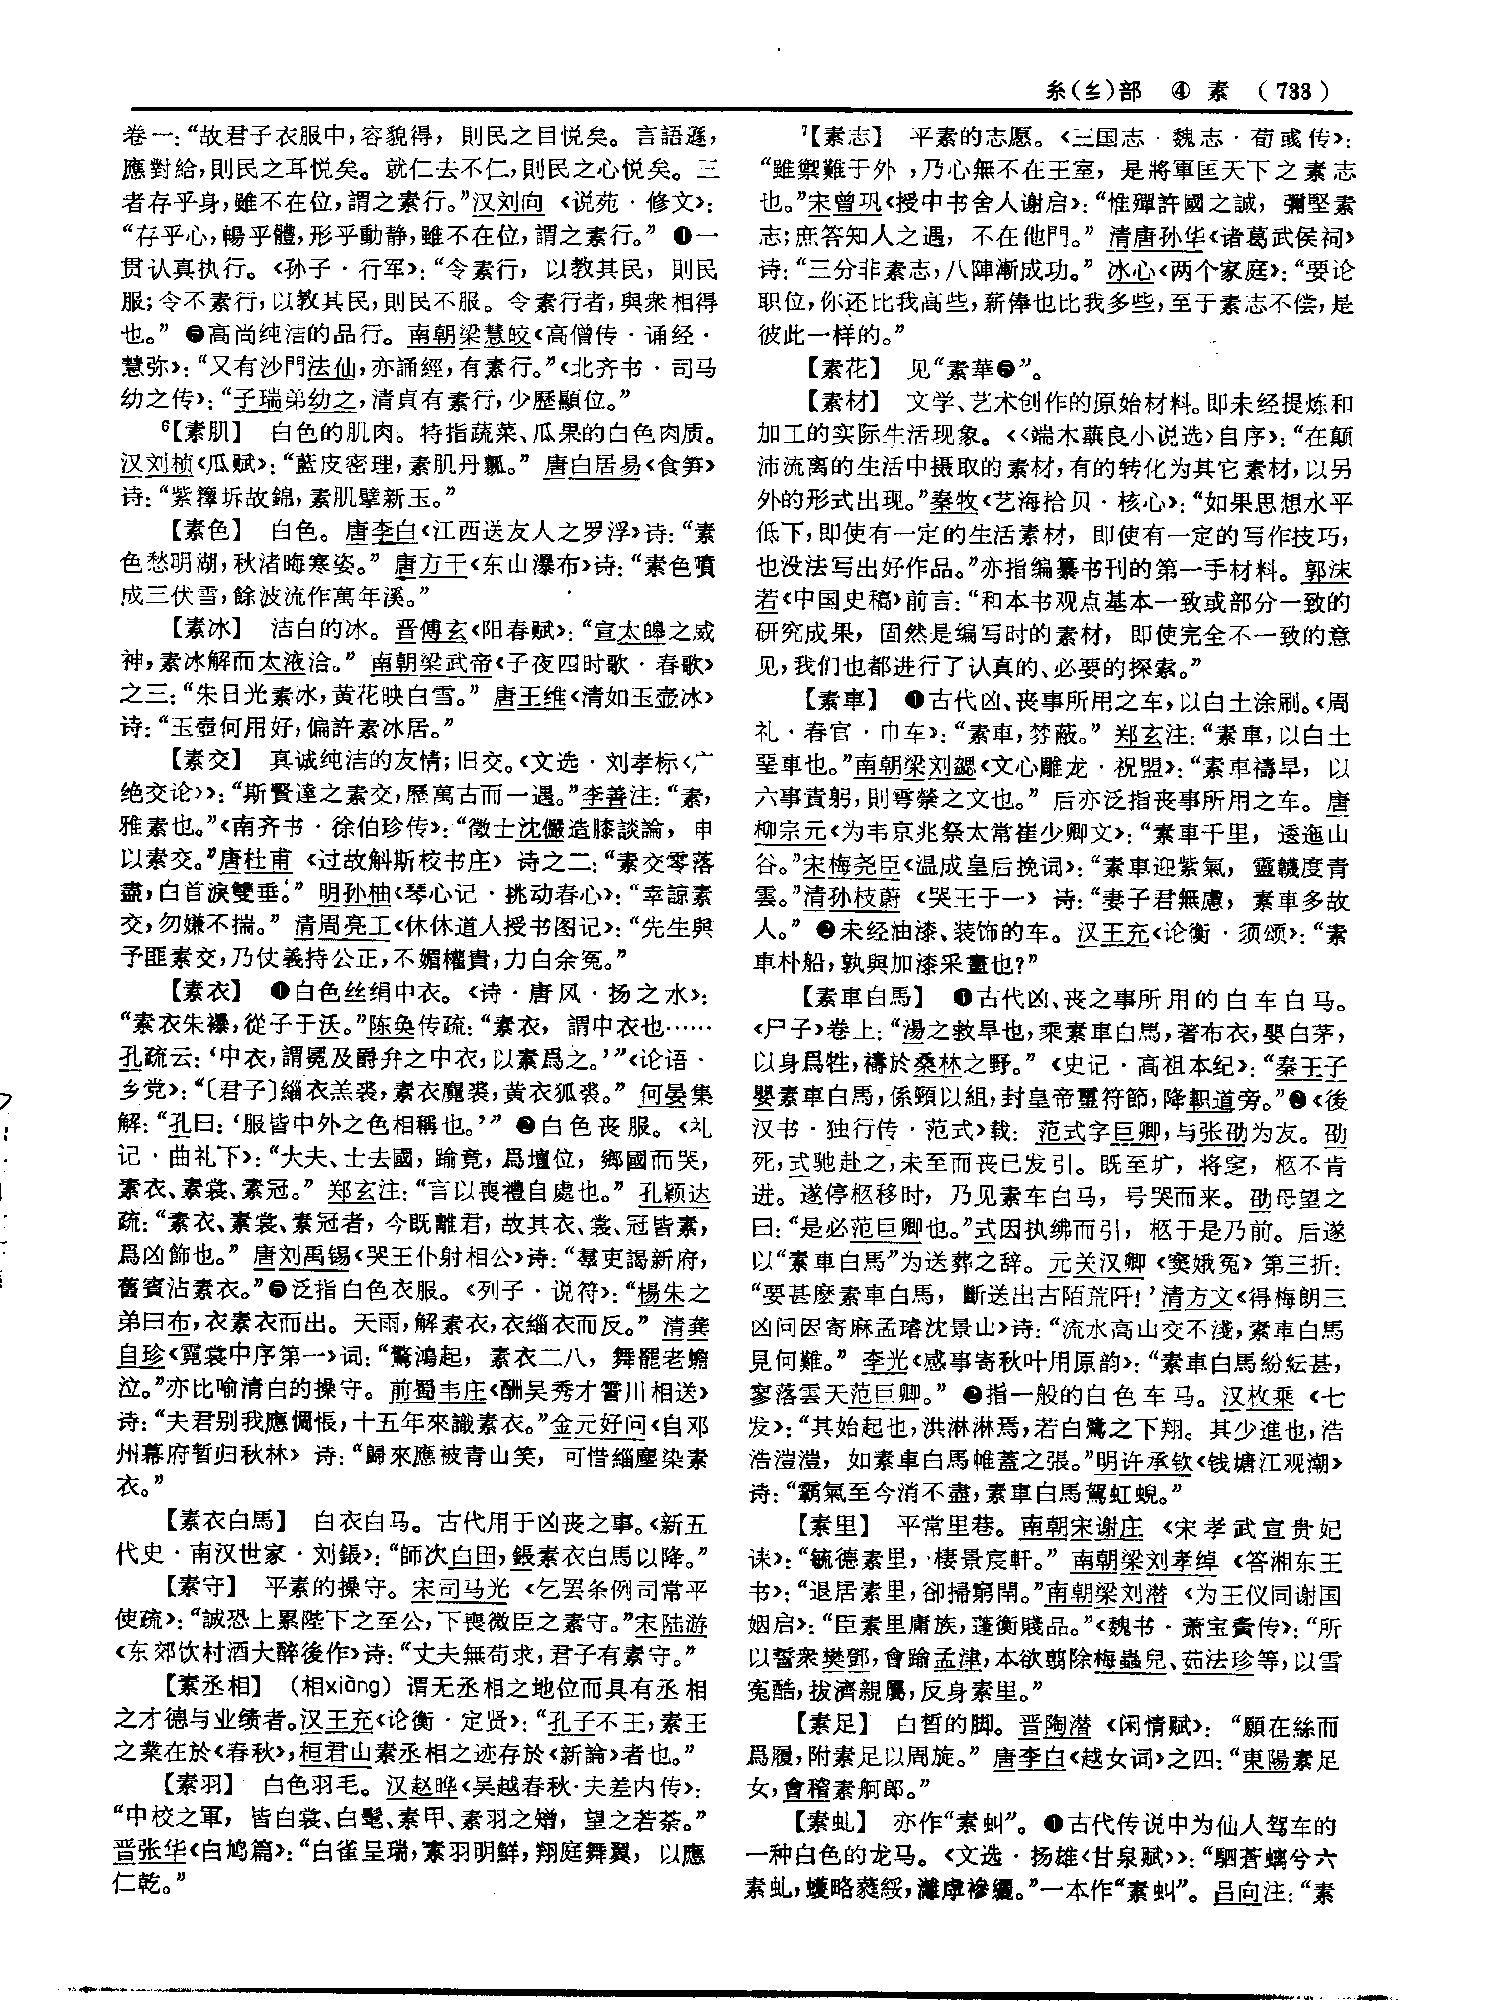 糸(纟)部 ④ 素 (733)
卷一：“故君子衣服中，容貌得，則民之目悦矣。言語遜，
應對給，則民之耳悦矣。就仁去不仁，則民之心悦矣。三
者存乎身，雖不在位，謂之素行。”汉刘向《说苑·修文》：
“存乎心，暢乎體，形乎動静，雖不在位，謂之素行。” ❶一
贯认真执行。《孙子·行军》：“令素行，以教其民，則民
服；令不素行，以教其民，則民不服。令素行者，與衆相得
也。” ❸高尚纯洁的品行。南朝梁慧皎《高僧传·诵经·
慧弥》：“又有沙門法仙，亦誦經，有素行。”《北齐书·司马
幼之传》：“子瑞弟幼之，清貞有素行，少歷顯位。”
6【素肌】 白色的肌肉。特指蔬菜、瓜果的白色肉质。
汉刘桢《瓜赋》：“藍皮密理，素肌丹瓤。” 唐白居易《食笋》
诗：“紫籜坼故錦，素肌擘新玉。”
【素色】 白色。唐李白《江西送友人之罗浮》诗：“素
色愁明湖，秋渚晦寒姿。” 唐方干《东山瀑布》诗：“素色噴
成三伏雪，餘波流作萬年溪。”
【素冰】 洁白的冰。晋傅玄《阳春赋》：“宣太皞之威
神，素冰解而太液洽。” 南朝梁武帝《子夜四时歌·春歌》
之三：“朱日光素冰，黄花映白雪。” 唐王维《清如玉壶冰》
诗：“玉壺何用好，偏許素冰居。”
【素交】 真诚纯洁的友情；旧交。《文选·刘孝标〈广
绝交论〉》：“斯賢達之素交，歷萬古而一遇。”李善注：“素，
雅素也。”《南齐书·徐伯珍传》：“徵士沈儼造膝談論，申
以素交。”唐杜甫《过故斛斯校书庄》诗之二：“素交零落
盡，白首淚雙垂。” 明孙柚《琴心记·挑动春心》：“幸諒素
交，勿嫌不揣。” 清周亮工《休休道人授书图记》：“先生與
予匪素交，乃仗義持公正，不媚權貴，力白余冤。”
【素衣】 ❶白色丝绢中衣。《诗·唐风·扬之水》：
“素衣朱襮，從子于沃。”陈奂传疏：“素衣，謂中衣也……
孔疏云：‘中衣，謂冕及爵弁之中衣，以素爲之。’”《论语·
乡党》：“〔君子〕緇衣羔裘，素衣麑裘，黄衣狐裘。” 何晏集
解：“孔曰：‘服皆中外之色相稱也。’” ❷白色丧服。《礼
记·曲礼下》：“大夫、士去國，踰竟，爲壇位，鄉國而哭，
素衣、素裳、素冠。” 郑玄注：“言以喪禮自處也。” 孔颖达
疏：“素衣、素裳、素冠者，今既離君，故其衣、裳、冠皆素，
爲凶飾也。” 唐刘禹锡《哭王仆射相公》诗：“羣吏謁新府，
舊賓沾素衣。”❸泛指白色衣服。《列子·说符》：“楊朱之
弟曰布，衣素衣而出。天雨，解素衣，衣緇衣而反。” 清龚
自珍《霓裳中序第一》词：“驚鴻起，素衣二八，舞罷老蟾
泣。”亦比喻清白的操守。前蜀韦庄《酬吴秀才霅川相送》
诗：“夫君别我應惆悵，十五年來識素衣。”金元好问《自邓
州幕府暂归秋林》诗：“歸來應被青山笑，可惜緇塵染素
衣。”
【素衣白馬】 白衣白马。古代用于凶丧之事。《新五
代史·南汉世家·刘鋹》：“師次白田，鋹素衣白馬以降。”
【素守】 平素的操守。宋司马光《乞罢条例司常平
使疏》：“誠恐上累陛下之至公，下喪微臣之素守。”宋陆游
《东郊饮村酒大醉後作》诗：“丈夫無苟求，君子有素守。”
【素丞相】 (相xiàng) 谓无丞相之地位而具有丞相
之才德与业绩者。汉王充《论衡·定贤》：“孔子不王，素王
之業在於《春秋》，桓君山素丞相之迹存於《新論》者也。”
【素羽】 白色羽毛。汉赵晔《吴越春秋·夫差内传》：
“中校之軍，皆白裳、白髦、素甲、素羽之矰，望之若荼。”
晋张华《白鸠篇》：“白雀呈瑞，素羽明鮮，翔庭舞翼，以應
仁乾。”
7【素志】 平素的志愿。《三国志·魏志·荀彧传》：
“雖禦難于外，乃心無不在王室，是將軍匡天下之素志
也。”宋曾巩《授中书舍人谢启》：“惟殫許國之誠，彌堅素
志；庶答知人之遇，不在他門。” 清唐孙华《诸葛武侯祠》
诗：“三分非素志，八陣漸成功。” 冰心《两个家庭》：“要论
职位，你还比我高些，薪俸也比我多些，至于素志不偿，是
彼此一样的。”
【素花】 见“素華❸”。
【素材】 文学、艺术创作的原始材料。即未经提炼和
加工的实际生活现象。《〈端木蕻良小说选〉自序》：“在颠
沛流离的生活中摄取的素材，有的转化为其它素材，以另
外的形式出现。”秦牧《艺海拾贝·核心》：“如果思想水平
低下，即使有一定的生活素材，即使有一定的写作技巧，
也没法写出好作品。”亦指编纂书刊的第一手材料。郭沫
若《中国史稿》前言：“和本书观点基本一致或部分一致的
研究成果，固然是编写时的素材，即使完全不一致的意
见，我们也都进行了认真的、必要的探索。”
【素車】 ❶古代凶、丧事所用之车，以白土涂刷。《周
礼·春官·巾车》：“素車，棼蔽。” 郑玄注：“素車，以白土
堊車也。”南朝梁刘勰《文心雕龙·祝盟》：“素車禱旱，以
六事責躬，則雩禜之文也。” 后亦泛指丧事所用之车。唐
柳宗元《为韦京兆祭太常崔少卿文》：“素車千里，逶迤山
谷。”宋梅尧臣《温成皇后挽词》：“素車迎紫氣，靈轙度青
雲。”清孙枝蔚《哭王于一》诗：“妻子君無慮，素車多故
人。” ❷未经油漆、装饰的车。汉王充《论衡·须颂》：“素
車朴船，孰與加漆采畫也？”
【素車白馬】 ❶古代凶、丧之事所用的白车白马。
《尸子》卷上：“湯之救旱也，乘素車白馬，著布衣，嬰白茅，
以身爲牲，禱於桑林之野。” 《史记·高祖本纪》：“秦王子
嬰素車白馬，係頸以組，封皇帝璽符節，降軹道旁。”❷《後
汉书·独行传·范式》载：范式字巨卿，与张劭为友。劭
死，式驰赴之，未至而丧已发引。既至圹，将窆，柩不肯
进。遂停柩移时，乃见素车白马，号哭而来。劭母望之
曰：“是必范巨卿也。”式因执绋而引，柩于是乃前。后遂
以“素車白馬”为送葬之辞。元关汉卿《窦娥冤》第三折：
“要甚麽素車白馬，斷送出古陌荒阡！’清方文《得梅朗三
凶问因寄麻孟璿沈景山》诗：“流水高山交不淺，素車白馬
見何難。” 李光《感事寄秋叶用原韵》：“素車白馬紛紜甚，
寥落雲天范巨卿。” ❷指一般的白色车马。汉枚乘《七
发》：“其始起也，洪淋淋焉，若白鷺之下翔。其少進也，浩
浩溰溰，如素車白馬帷蓋之張。”明许承钦《钱塘江观潮》
诗：“霸氣至今消不盡，素車白馬駕虹蜺。”
【素里】 平常里巷。南朝宋谢庄《宋孝武宣贵妃
诔》：“毓德素里，棲景宸軒。” 南朝梁刘孝绰《答湘东王
书》：“退居素里，卻掃窮閈。”南朝梁刘潜《为王仪同谢国
姻启》：“臣素里庸族，蓬衡賤品。”《魏书·萧宝夤传》：“所
以誓衆樊鄧，會踰孟津，本欲翦除梅蟲兒、茹法珍等，以雪
冤酷，拔濟親屬，反身素里。”
【素足】 白皙的脚。晋陶潜《闲情赋》：“願在絲而
爲履，附素足以周旋。” 唐李白《越女词》之四：“東陽素足
女，會稽素舸郎。”
【素虬】 亦作“素虯”。❶古代传说中为仙人驾车的
一种白色的龙马。《文选·扬雄〈甘泉赋〉》：“駟蒼螭兮六
素虬，蠖略蕤綏，灕虖襂纚。”一本作“素虯”。吕向注：“素